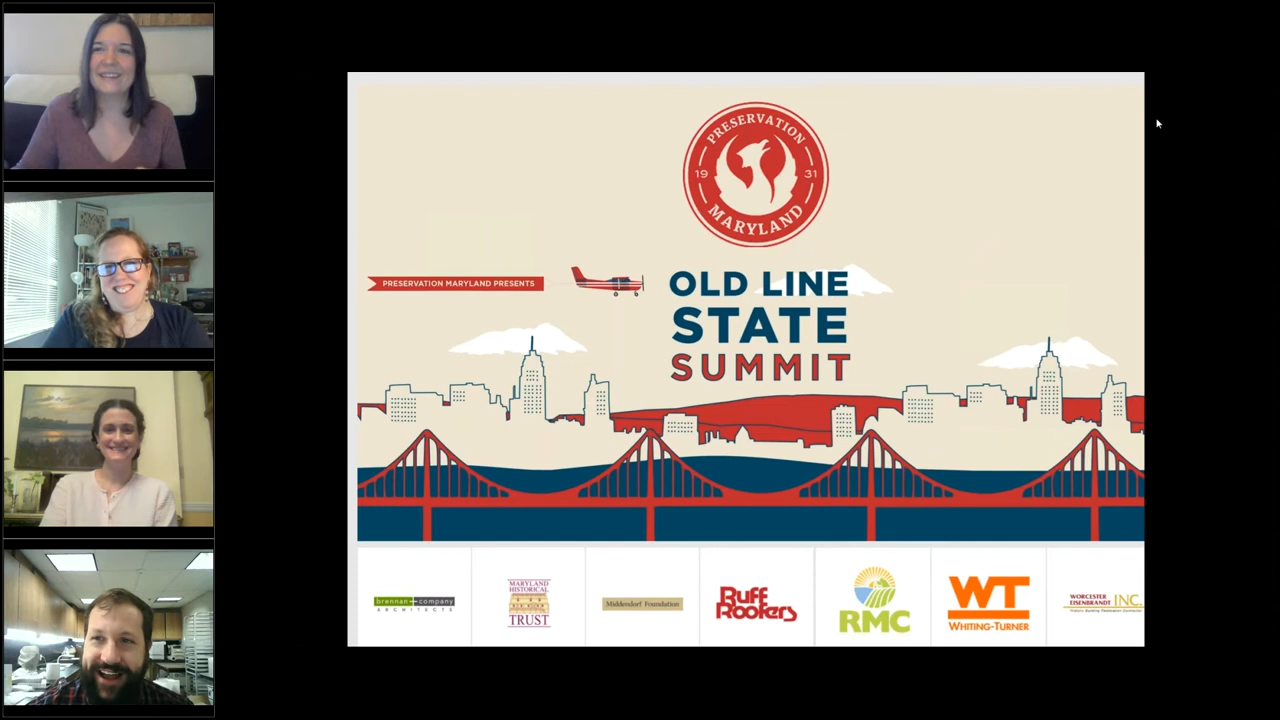 PRESERVATION
19 31
MARYLAND
PRESERVATION MARYLAND PRESENTS
OLD LINE
STATE
SUMMIT
brennan+company
ARCHITECTS
MARYLAND
HISTORICAL
TRUST
Middendorf Foundation
Ruff
Roofers
RMC
WT
WHITING-TURNER
WORCESTER
EISENBRANDT INC.